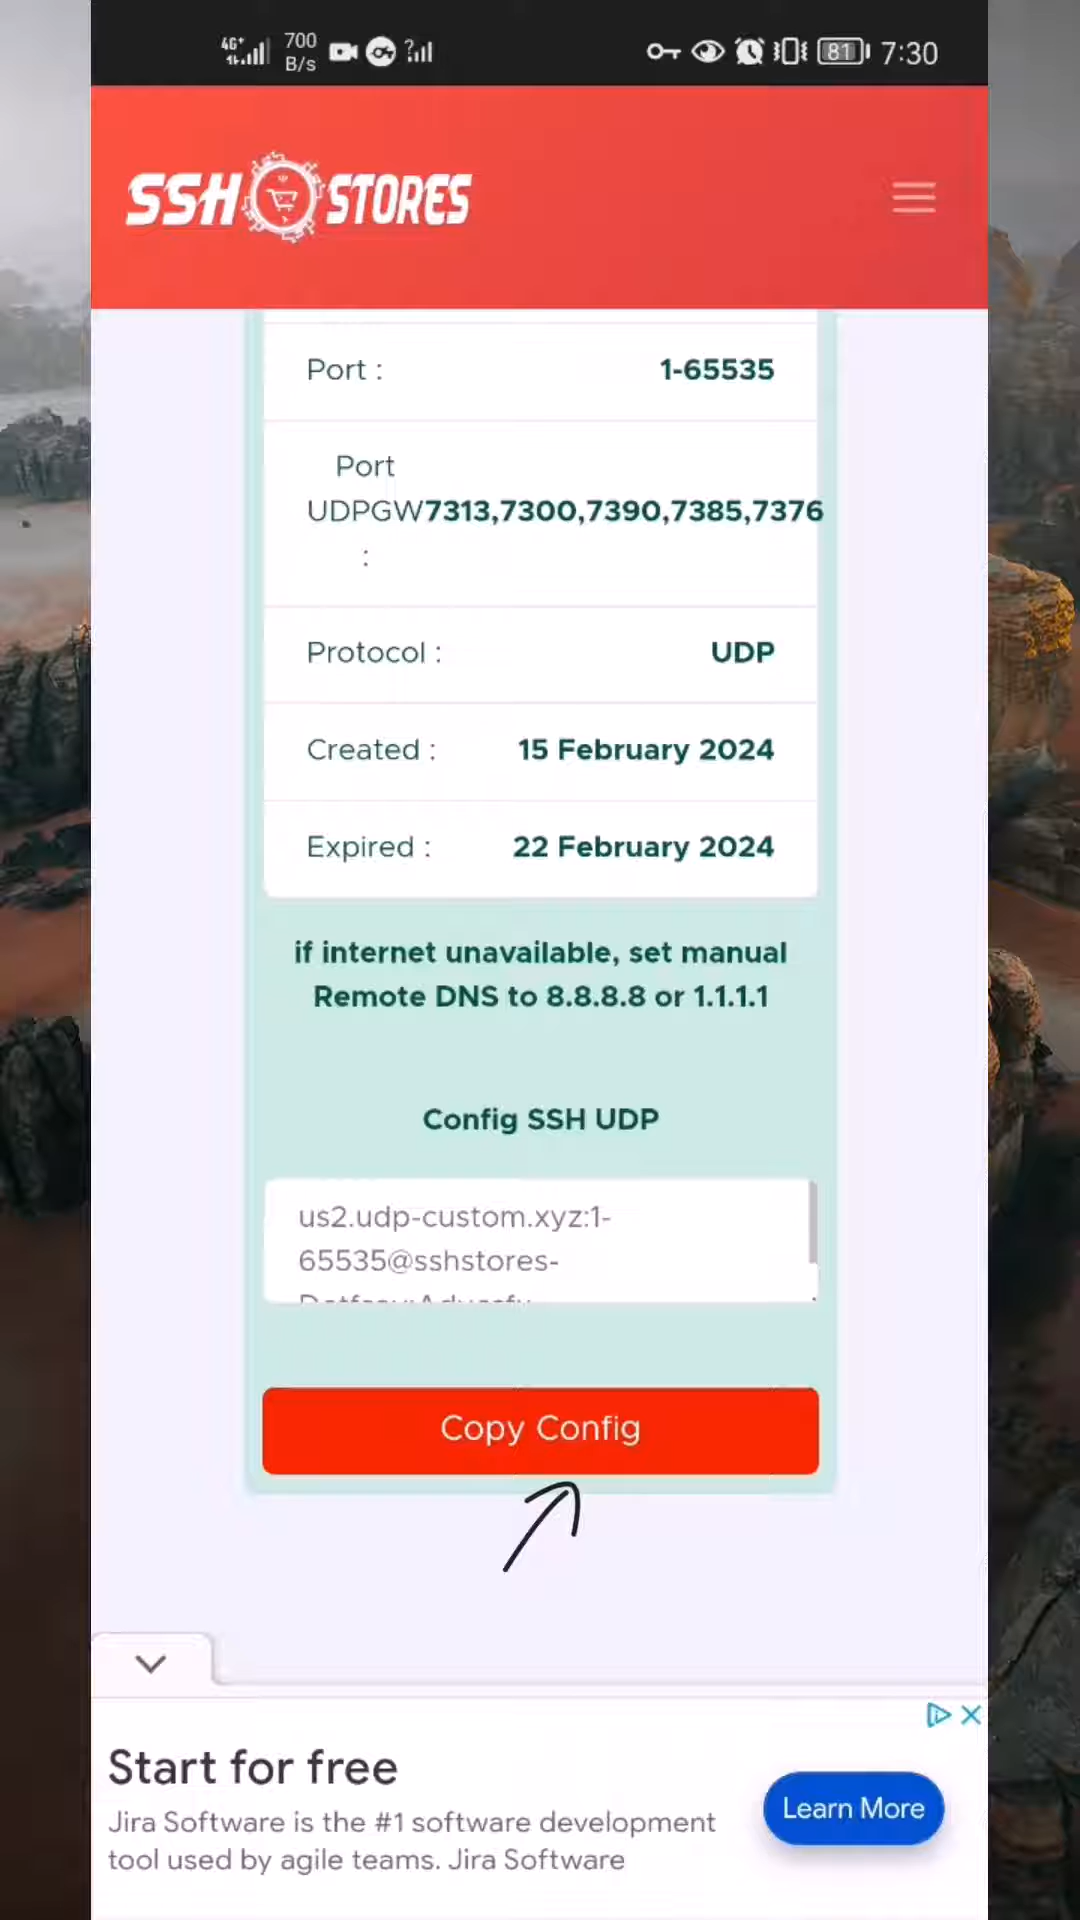 4G+ 700 B/s ? 81 7:30
SSH STORES
Port : 1-65535
Port
UDPGW7313,7300,7390,7385,7376
:
Protocol : UDP
Created : 15 February 2024
Expired : 22 February 2024
if internet unavailable, set manual
Remote DNS to 8.8.8.8 or 1.1.1.1
Config SSH UDP
us2.udp-custom.xyz:1-
65535@sshstores-
Copy Config
Start for free
Jira Software is the #1 software development
tool used by agile teams. Jira Software
Learn More